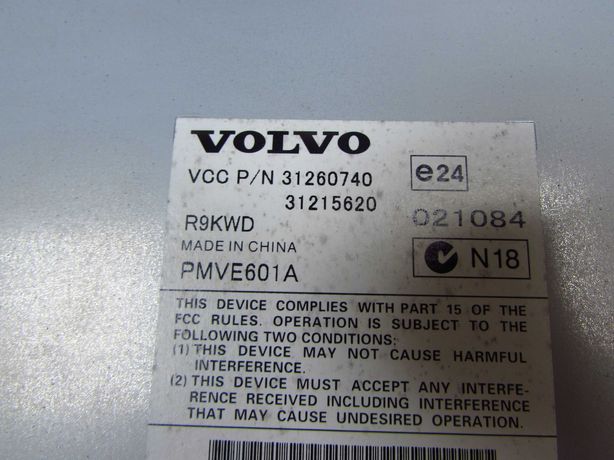 VOLVO
VCC P/N 31260740
31215620
e24
021084
R9KWD
MADE IN CHINA
N18
PMVE601A
THIS DEVICE COMPLIES WITH PART 15 OF THE
FCC RULES. OPERATION IS SUBJECT TO THE
FOLLOWING TWO CONDITIONS:
(1) THIS DEVICE MAY NOT CAUSE HARMFUL
INTERFERENCE.
(2) THIS DEVICE MUST ACCEPT ANY INTERFE-
RENCE RECEIVED INCLUDING INTERFERENCE
THAT MAY CAUSE UNDESIRED OPERATION.